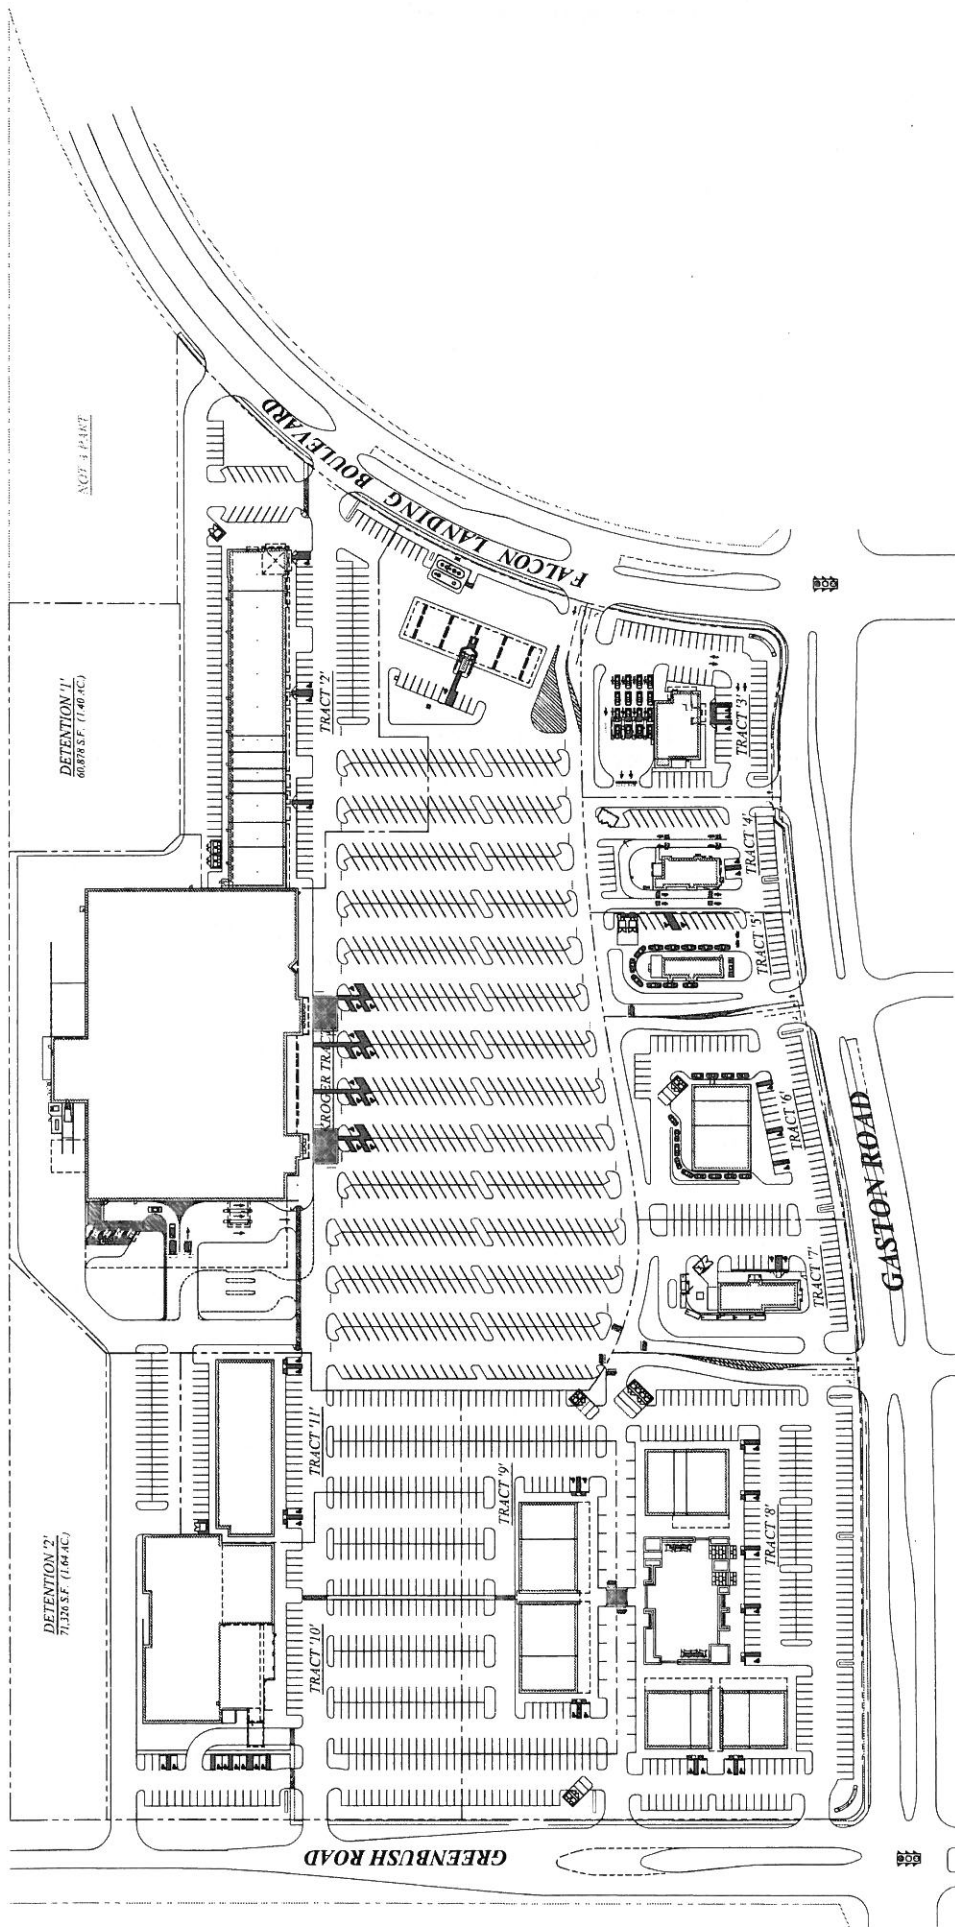 NOT A PART
FALCON LANDING BOULEVARD
DETENTION '1'
60,878 S.F. (1.40 AC.)
TRACT '2'
TRACT '3'
TRACT '4'
TRACT '5'
KROGER TRA
TRACT '6'
GASTON ROAD
TRACT '7'
TRACT '11'
TRACT '9'
TRACT '8'
DETENTION '2'
71,326 S.F. (1.64 AC.)
TRACT '10'
GREENBUSH ROAD